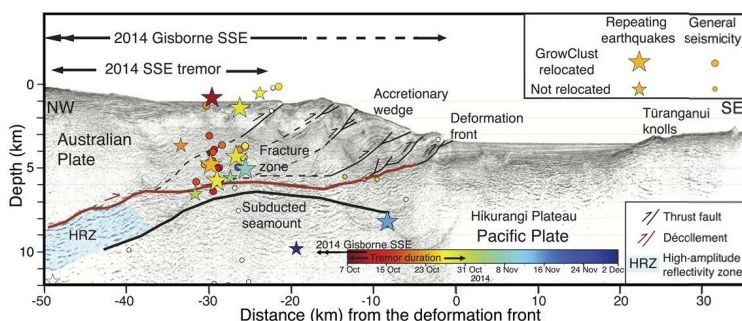 2014 Gisborne SSE
2014 SSE tremor
Repeating earthquakes
General seismicity
GrowClust relocated
Not relocated
NW
SE
Accretionary wedge
Deformation front
Tūranganui knolls
Australian Plate
Fracture zone
Subducted seamount
HRZ
Hikurangi Plateau
Pacific Plate
2014 Gisborne SSE
Tremor duration
7 Oct 15 Oct 23 Oct 31 Oct 8 Nov 16 Nov 24 Nov 2 Dec
2014
Thrust fault
Décllement
HRZ High-amplitude reflectivity zone
Depth (km)
0
5
10
-50 -40 -30 -20 -10 0 10 20 30
Distance (km) from the deformation front